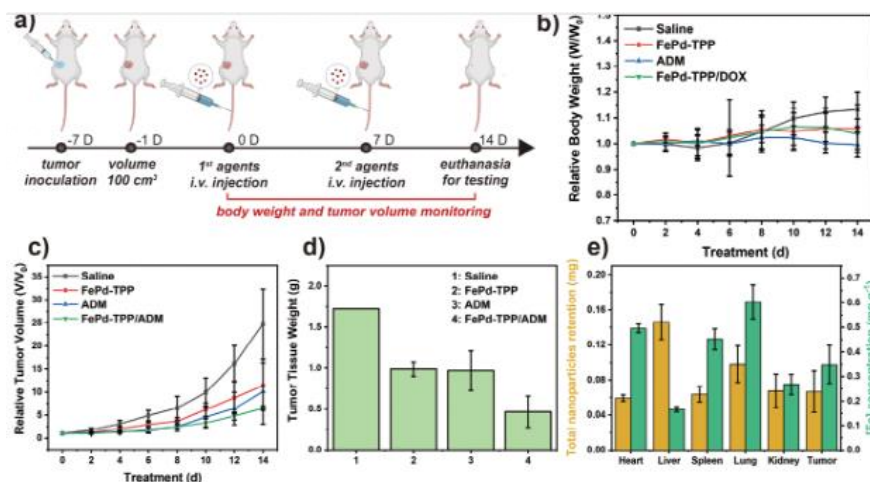 a)
-7 D
-1 D
0 D
7 D
14 D
tumor inoculation
volume 100 cm³
1st agents i.v. injection
2nd agents i.v. injection
euthanasia for testing
body weight and tumor volume monitoring
b)
Relative Body Weight (W/W₀)
1.5
1.4
1.3
1.2
1.1
1.0
0.9
0.8
0.7
Saline
FePd-TPP
ADM
FePd-TPP/DOX
0 2 4 6 8 10 12 14
Treatment (d)
c)
Relative Tumor Volume (V/V₀)
35
30
25
20
15
10
5
0
Saline
FePd-TPP
ADM
FePd-TPP/ADM
0 2 4 6 8 10 12 14
Treatment (d)
d)
Tumor Tissue Weight (g)
2.0
1.5
1.0
0.5
0.0
1: Saline
2: FePd-TPP
3: ADM
4: FePd-TPP/ADM
1 2 3 4
e)
Total nanoparticles retention (mg)
0.20
0.16
0.12
0.08
0.04
0.7
0.6
0.5
0.4
0.3
0.2
0.1
0.0
Heart Liver Spleen Lung Kidney Tumor